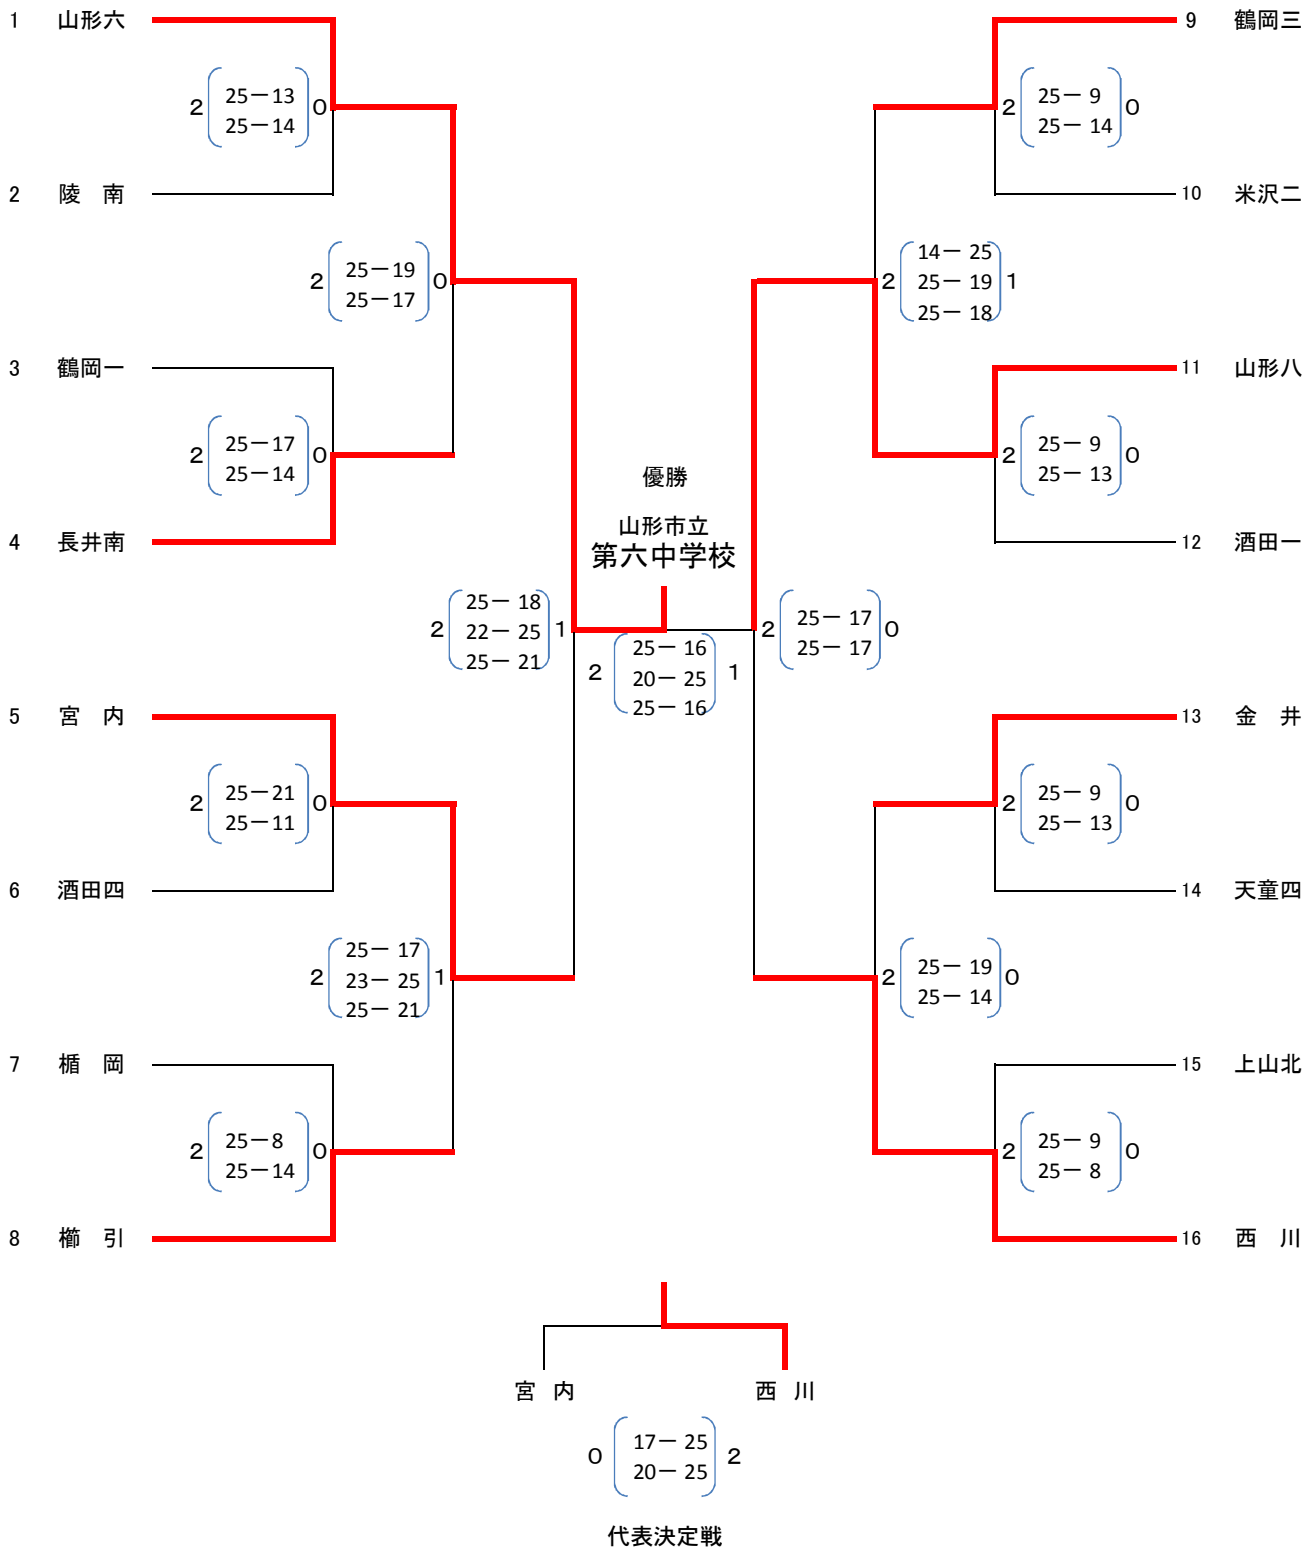 1 山形六
2 0
25－13
25－14
2 陵 南
2 0
25－19
25－17
3 鶴岡一
2 0
25－17
25－14
4 長井南
2 1
25－ 18
22－ 25
25－ 21
5 宮 内
2 0
25－21
25－11
6 酒田四
2 1
25－ 17
23－ 25
25－ 21
7 楯 岡
2 0
25－8
25－14
8 櫛 引
優勝
山形市立
第六中学校
2 1
25－ 16
20－ 25
25－ 16
9 鶴岡三
2 0
25－ 9
25－ 14
10 米沢二
2 1
14－ 25
25－ 19
25－ 18
11 山形八
2 0
25－ 9
25－ 13
12 酒田一
2 0
25－ 17
25－ 17
13 金 井
2 0
25－ 9
25－ 13
14 天童四
2 0
25－ 19
25－ 14
15 上山北
2 0
25－ 9
25－ 8
16 西 川
宮 内 西 川
0 2
17－ 25
20－ 25
代表決定戦